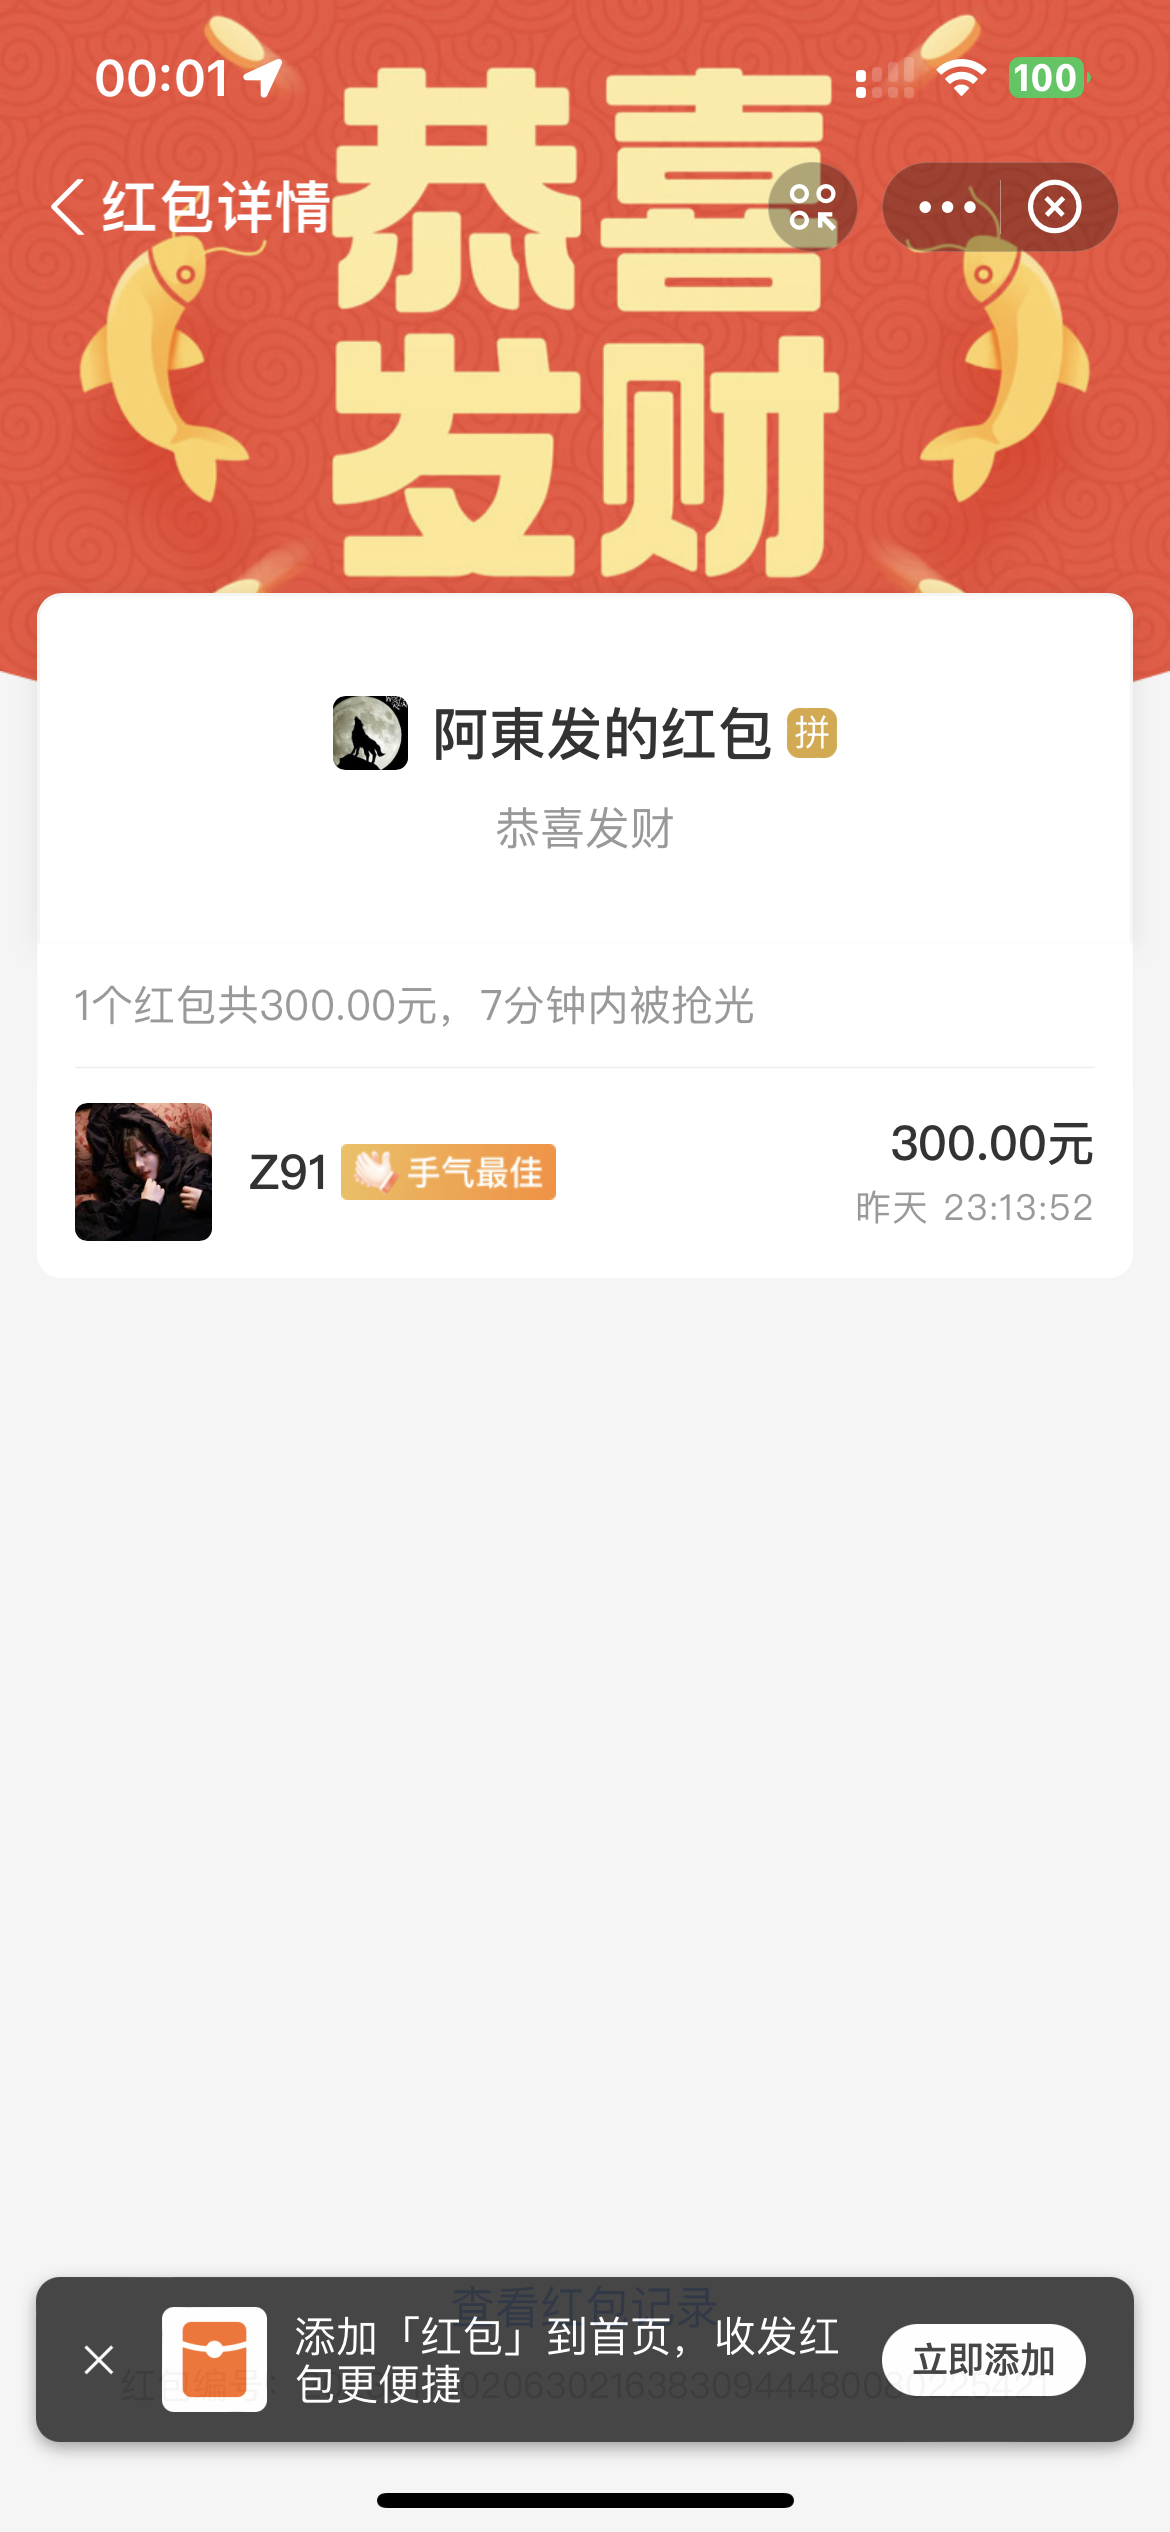 00:01
100
恭喜
红包详情
发财
阿東发的红包 拼
恭喜发财
1个红包共300.00元，7分钟内被抢光
Z91 手气最佳
300.00元
昨天 23:13:52
查看红包记录
添加「红包」到首页，收发红
包更便捷
立即添加
红包编号：